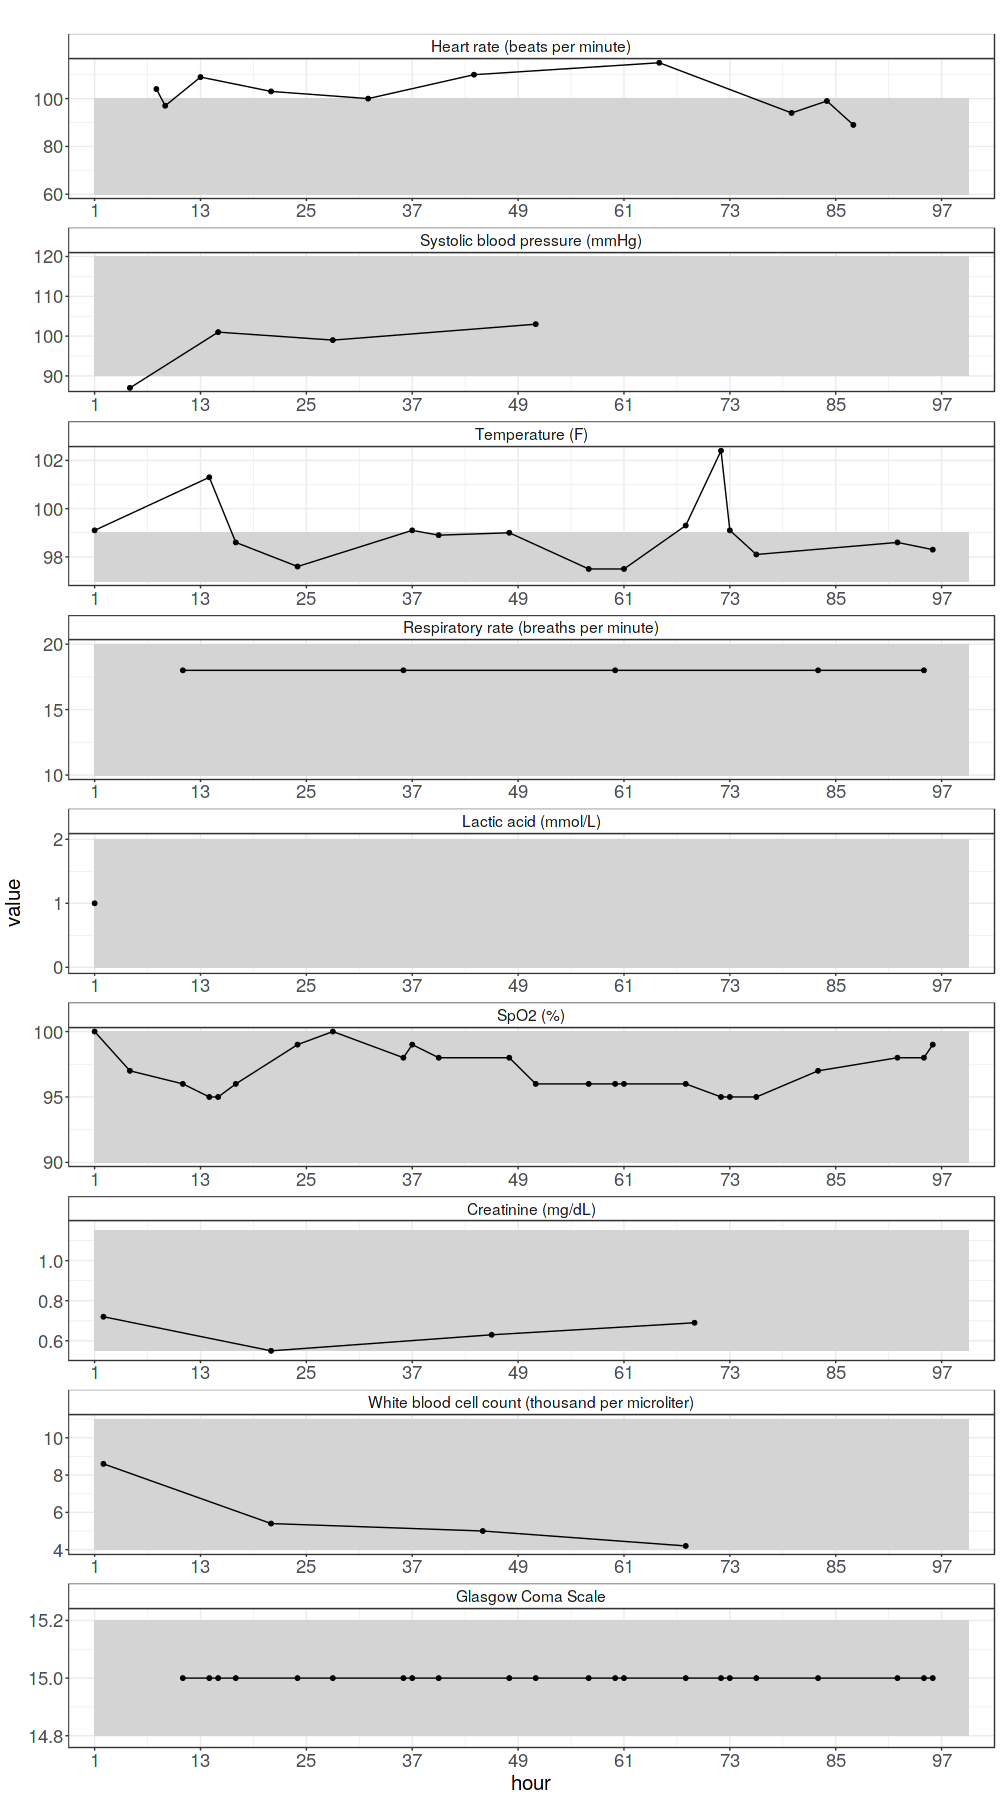 Heart rate (beats per minute)
100
80
60
1 13 25 37 49 61 73 85 97
Systolic blood pressure (mmHg)
120
110
100
90
1 13 25 37 49 61 73 85 97
Temperature (F)
102
100
98
1 13 25 37 49 61 73 85 97
Respiratory rate (breaths per minute)
20
15
10
1 13 25 37 49 61 73 85 97
Lactic acid (mmol/L)
2
1
0
1 13 25 37 49 61 73 85 97
value
SpO2 (%)
100
95
90
1 13 25 37 49 61 73 85 97
Creatinine (mg/dL)
1.0
0.8
0.6
1 13 25 37 49 61 73 85 97
White blood cell count (thousand per microliter)
10
8
6
4
1 13 25 37 49 61 73 85 97
Glasgow Coma Scale
15.2
15.0
14.8
1 13 25 37 49 61 73 85 97
hour